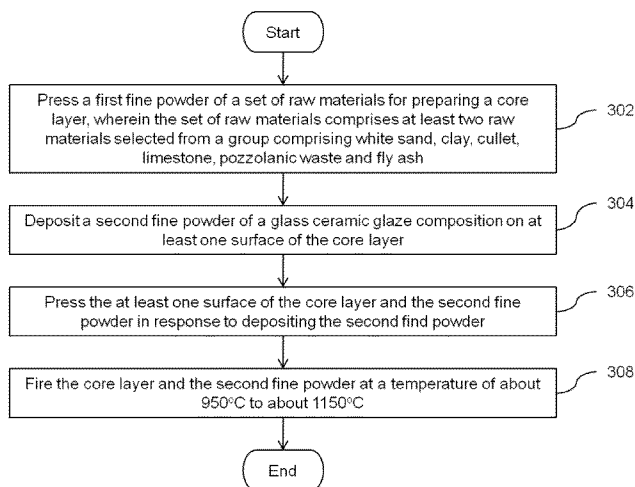 Start
Press a first fine powder of a set of raw materials for preparing a core
layer, wherein the set of raw materials comprises at least two raw
materials selected from a group comprising white sand, clay, cullet,
limestone, pozzolanic waste and fly ash
302
Deposit a second fine powder of a glass ceramic glaze composition on at
least one surface of the core layer
304
Press the at least one surface of the core layer and the second fine
powder in response to depositing the second find powder
306
Fire the core layer and the second fine powder at a temperature of about
950°C to about 1150°C
308
End